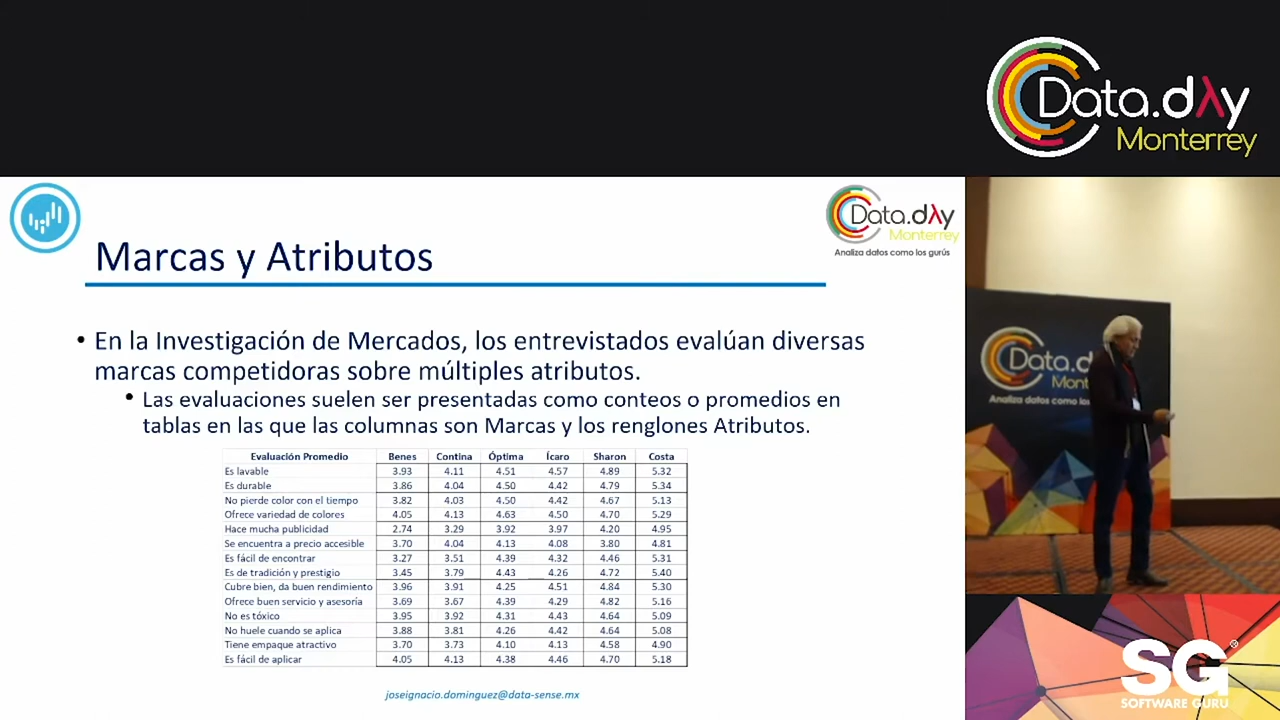 Data.dλy
Monterrey
Data.dλy
Monterrey
Analiza datos como los gurús
Marcas y Atributos
• En la Investigación de Mercados, los entrevistados evalúan diversas
marcas competidoras sobre múltiples atributos.
• Las evaluaciones suelen ser presentadas como conteos o promedios en
tablas en las que las columnas son Marcas y los renglones Atributos.
Evaluación Promedio Benes Contina Óptima Ícaro Sharon Costa
Es lavable 3.93 4.11 4.51 4.57 4.89 5.32
Es durable 3.86 4.04 4.50 4.42 4.79 5.34
No pierde color con el tiempo 3.82 4.03 4.50 4.42 4.67 5.13
Ofrece variedad de colores 4.05 4.13 4.63 4.50 4.70 5.29
Hace mucha publicidad 2.74 3.29 3.92 3.97 4.20 4.95
Se encuentra a precio accesible 3.70 4.04 4.13 4.08 3.80 4.81
Es fácil de encontrar 3.27 3.51 4.39 4.32 4.46 5.31
Es de tradición y prestigio 3.45 3.79 4.43 4.26 4.72 5.40
Cubre bien, da buen rendimiento 3.96 3.91 4.25 4.51 4.84 5.34
Ofrece buen servicio y asesoría 3.69 3.67 4.39 4.29 4.82 5.16
No es tóxico 3.95 3.92 4.31 4.43 4.64 5.09
No huele cuando se aplica 3.88 3.81 4.26 4.42 4.64 5.08
Tiene empaque atractivo 3.70 3.73 4.10 4.13 4.58 4.90
Es fácil de aplicar 4.05 4.13 4.38 4.46 4.70 5.18
joseignacio.dominguez@data-sense.mx
Data.d
Mont
Analiza datos como los
SG
SOFTWARE GURU